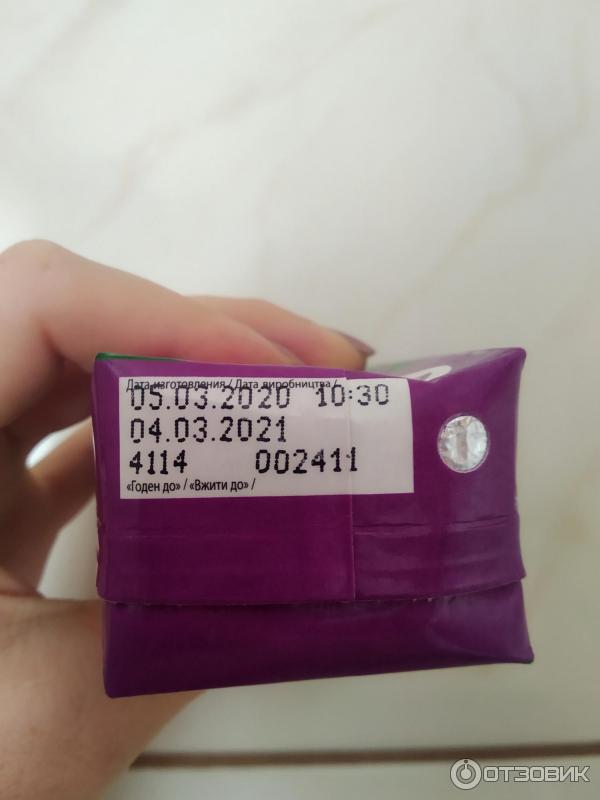 Дата изготовления / Дата виробництва /
05.03.2020 10:30
04.03.2021
4114 002411
«Годен до» / «Вжити до» /
ОТЗОВИК